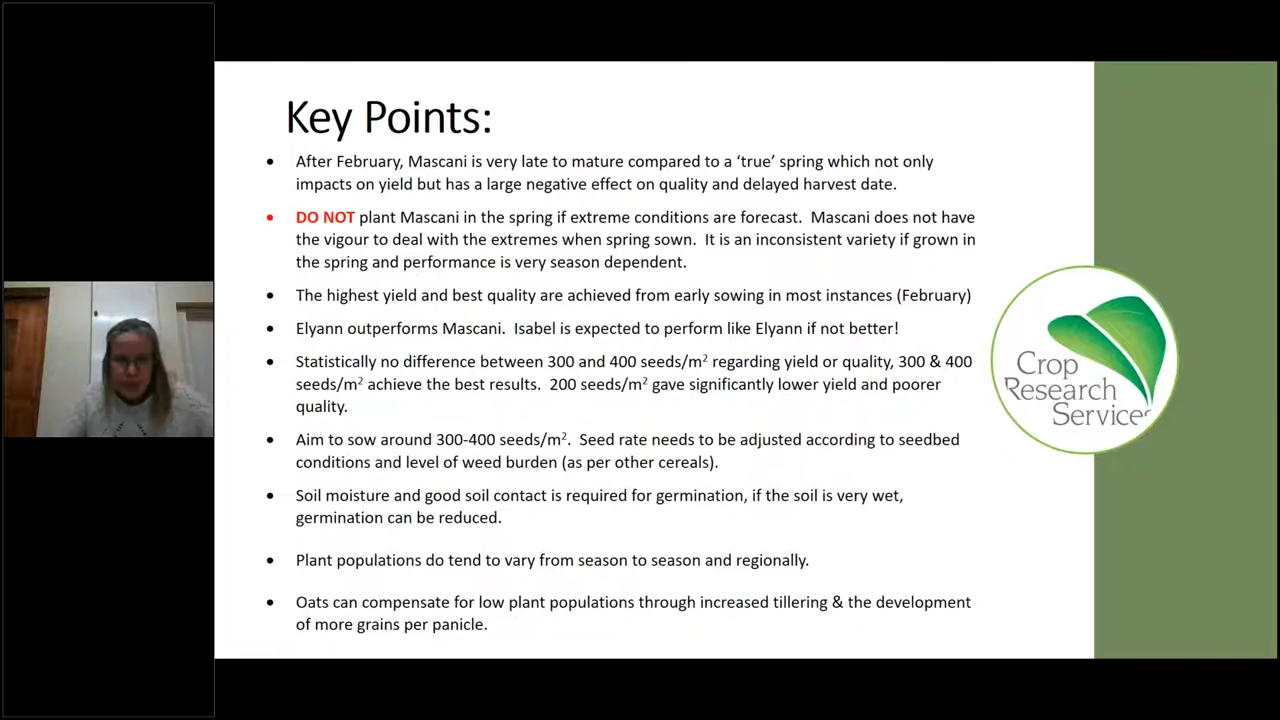 Key Points:
After February, Mascani is very late to mature compared to a ‘true’ spring which not only
impacts on yield but has a large negative effect on quality and delayed harvest date.
DO NOT plant Mascani in the spring if extreme conditions are forecast. Mascani does not have
the vigour to deal with the extremes when spring sown. It is an inconsistent variety if grown in
the spring and performance is very season dependent.
The highest yield and best quality are achieved from early sowing in most instances (February)
Elyann outperforms Mascani. Isabel is expected to perform like Elyann if not better!
Statistically no difference between 300 and 400 seeds/m² regarding yield or quality, 300 & 400
seeds/m² achieve the best results. 200 seeds/m² gave significantly lower yield and poorer
quality.
Aim to sow around 300-400 seeds/m². Seed rate needs to be adjusted according to seedbed
conditions and level of weed burden (as per other cereals).
Soil moisture and good soil contact is required for germination, if the soil is very wet,
germination can be reduced.
Plant populations do tend to vary from season to season and regionally.
Oats can compensate for low plant populations through increased tillering & the development
of more grains per panicle.
Crop
Research
Services